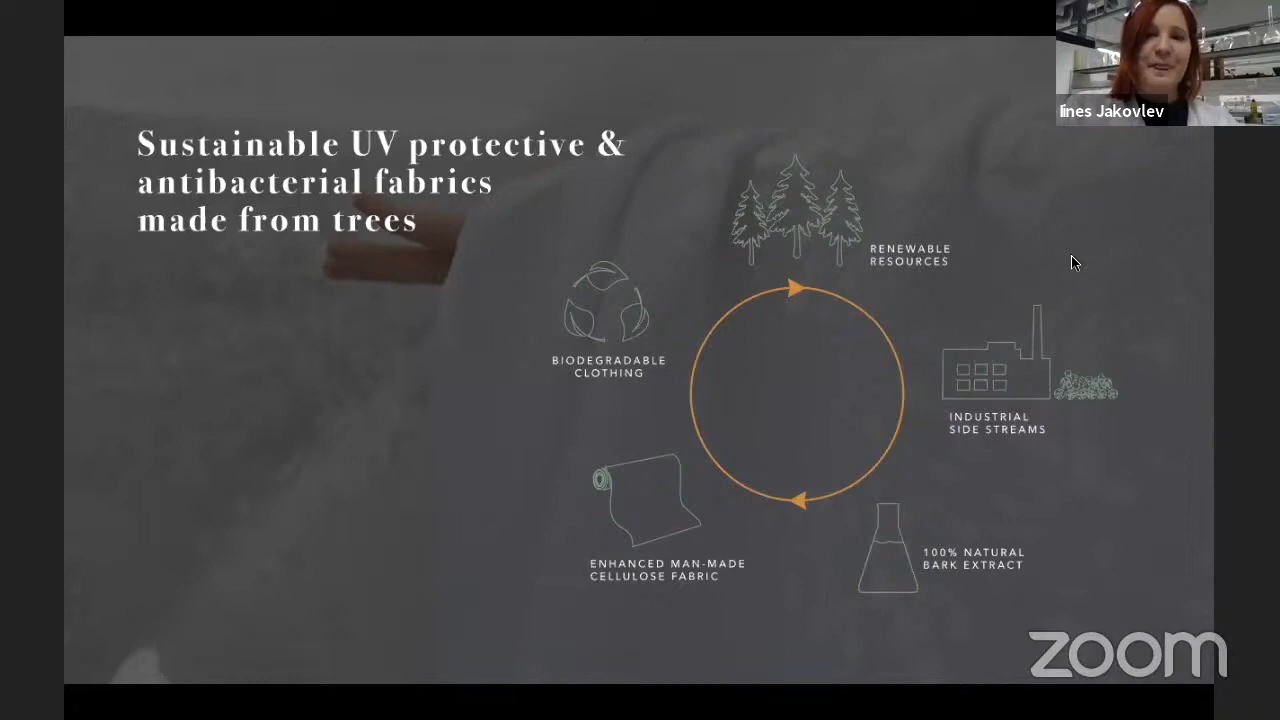 Iines Jakovlev
Sustainable UV protective &
antibacterial fabrics
made from trees
RENEWABLE
RESOURCES
BIODEGRADABLE
CLOTHING
INDUSTRIAL
SIDE STREAMS
ENHANCED MAN-MADE
CELLULOSE FABRIC
100% NATURAL
BARK EXTRACT
zoom